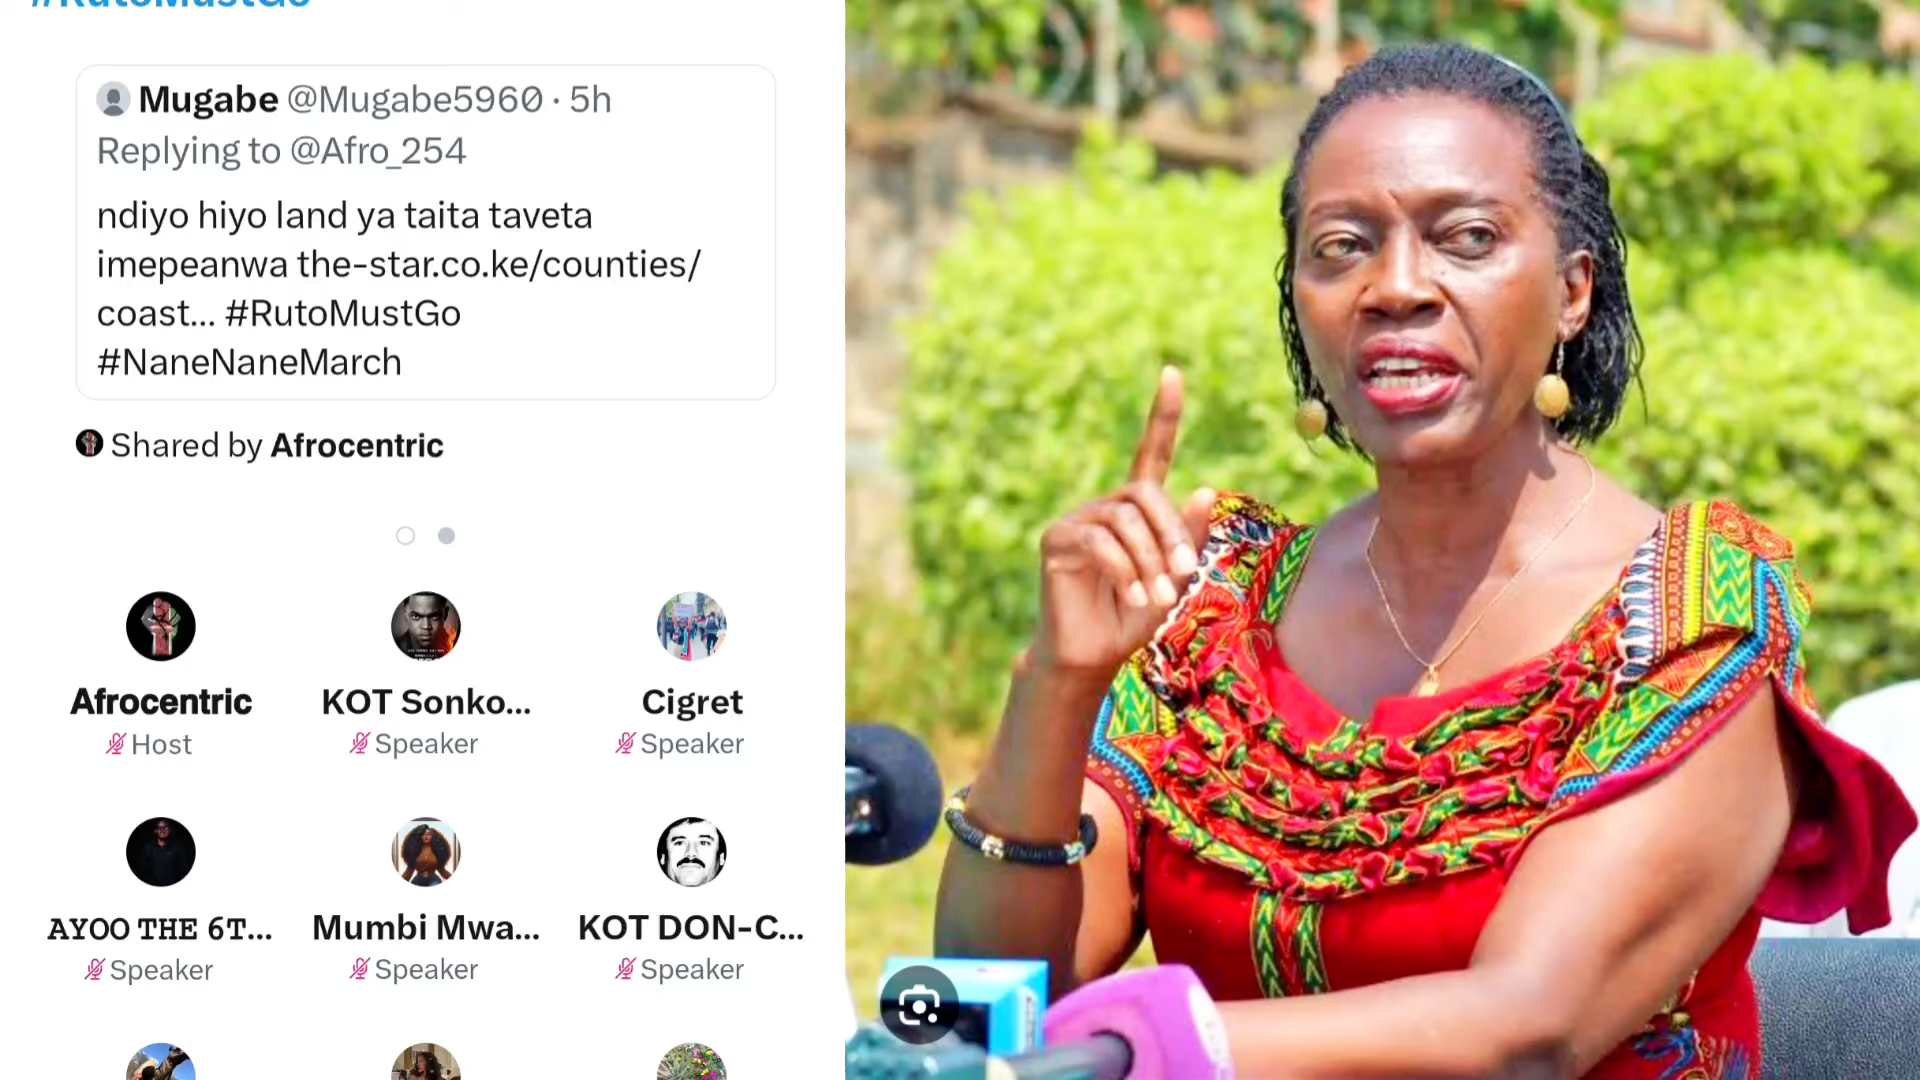 #RutoMustGo
Mugabe @Mugabe5960 · 5h
Replying to @Afro_254
ndiyo hiyo land ya taita taveta
imepeanwa the-star.co.ke/counties/
coast... #RutoMustGo
#NaneNaneMarch
Shared by Afrocentric
Afrocentric
Host
KOT Sonko...
Speaker
Cigret
Speaker
AYOO THE 6T...
Speaker
Mumbi Mwa...
Speaker
KOT DON-C...
Speaker